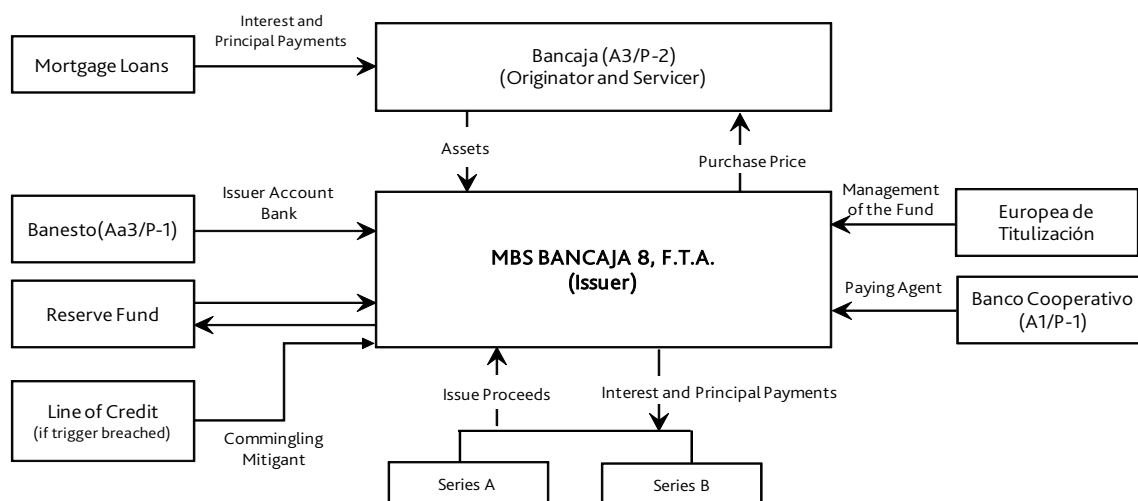 Interest and
Principal Payments
Mortgage Loans
Bancaja (A3/P-2)
(Originator and Servicer)
Assets
Purchase Price
Issuer Account
Bank
Banesto (Aa3/P-1)
Management
of the Fund
Europea de
Titulización
MBS BANCAJA 8, F.T.A.
(Issuer)
Reserve Fund
Paying Agent
Banco Cooperativo
(A1/P-1)
Line of Credit
(if trigger breached)
Commingling
Mitigant
Issue Proceeds
Interest and Principal Payments
Series A
Series B